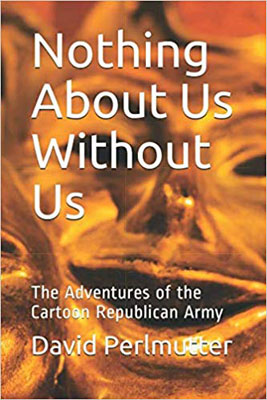 Nothing
About Us
Without
Us
The Adventures of the
Cartoon Republican Army
David Perlmutter